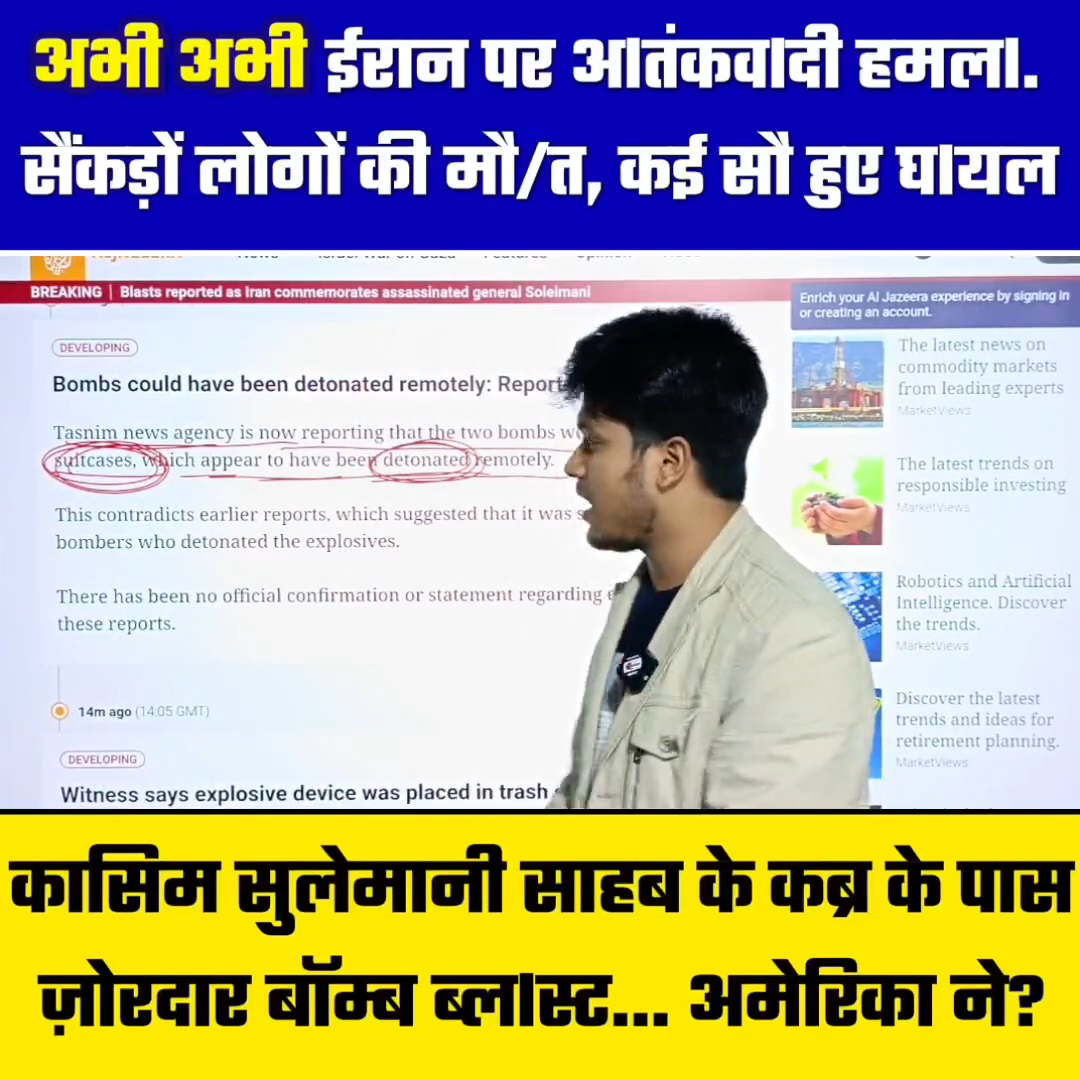 अभी अभी ईरान पर आतंकवादी हमला.
सैंकड़ों लोगों की मौ/त, कई सौ हुए घायल
BREAKING | Blasts reported as Iran commemorates assassinated general Soleimani
Enrich your Al Jazeera experience by signing in
or creating an account.
DEVELOPING
Bombs could have been detonated remotely: Report
Tasnim news agency is now reporting that the two bombs
suitcases, which appear to have been detonated remotely.
This contradicts earlier reports, which suggested that it was
bombers who detonated the explosives.
There has been no official confirmation or statement regarding
these reports.
14m ago (14:05 GMT)
DEVELOPING
Witness says explosive device was placed in trash
The latest news on
commodity markets
from leading experts
MarketViews
The latest trends on
responsible investing
MarketViews
Robotics and Artificial
Intelligence. Discover
the trends.
MarketViews
Discover the latest
trends and ideas for
retirement planning.
MarketViews
कासिम सुलेमानी साहब के कब्र के पास
ज़ोरदार बॉम्ब ब्लास्ट... अमेरिका ने?